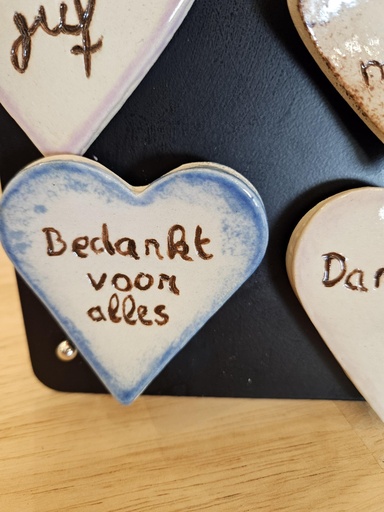 juf
Bedankt
voor
alles